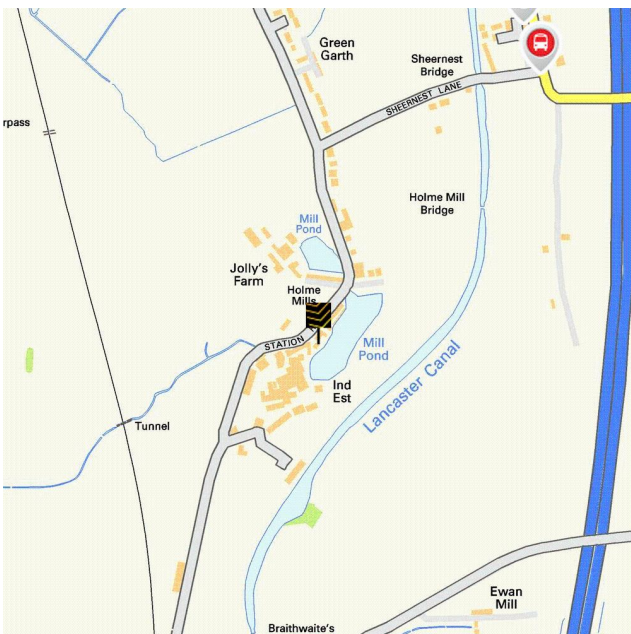 Green
Garth
Sheernest
Bridge
SHEERNEST LANE
rpass
Holme Mill
Bridge
Mill
Pond
Jolly's
Farm
Holme
Mills
STATION
Mill
Pond
Lancaster Canal
Ind
Est
Tunnel
Ewan
Mill
Braithwaite's